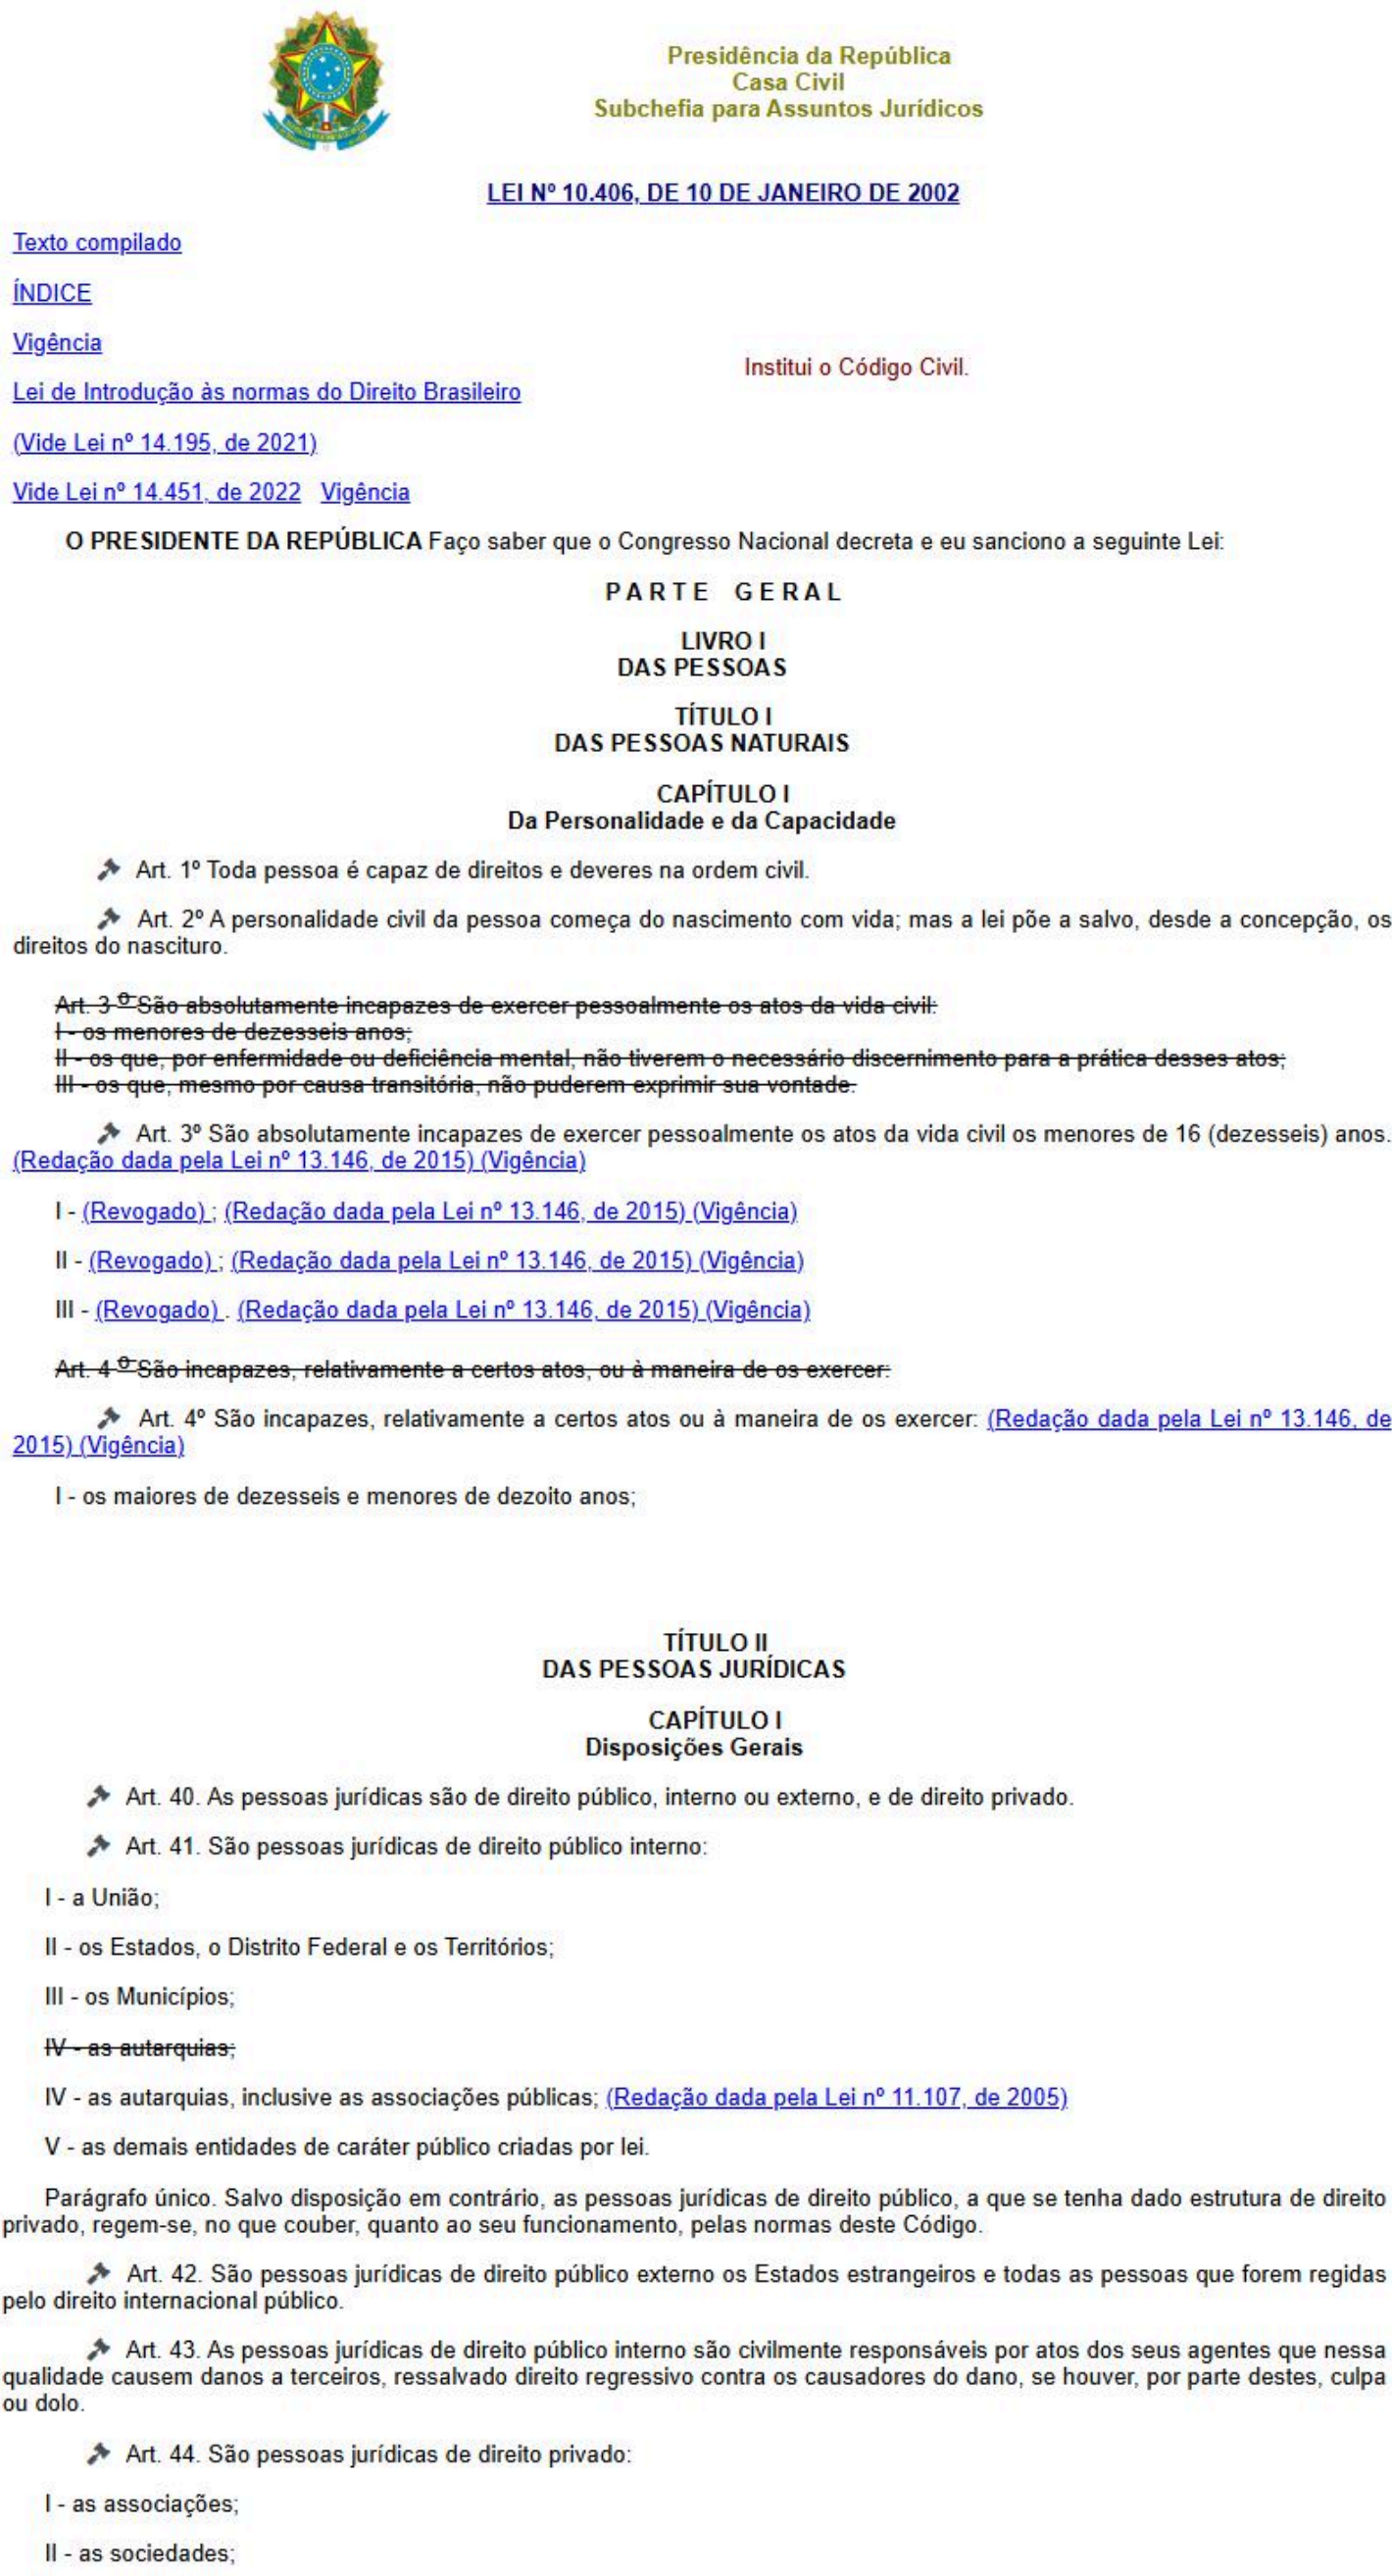 Presidência da República
Casa Civil
Subchefia para Assuntos Jurídicos
LEI Nº 10.406, DE 10 DE JANEIRO DE 2002
Texto compilado
ÍNDICE
Vigência
Institui o Código Civil.
Lei de Introdução às normas do Direito Brasileiro
(Vide Lei nº 14.195, de 2021)
Vide Lei nº 14.451, de 2022 Vigência
O PRESIDENTE DA REPÚBLICA Faço saber que o Congresso Nacional decreta e eu sanciono a seguinte Lei:
PARTE GERAL
LIVRO I
DAS PESSOAS
TÍTULO I
DAS PESSOAS NATURAIS
CAPÍTULO I
Da Personalidade e da Capacidade
Art. 1º Toda pessoa é capaz de direitos e deveres na ordem civil.
Art. 2º A personalidade civil da pessoa começa do nascimento com vida; mas a lei põe a salvo, desde a concepção, os
direitos do nascituro.
Art. 3 º São absolutamente incapazes de exercer pessoalmente os atos da vida civil:
I - os menores de dezesseis anos;
II - os que, por enfermidade ou deficiência mental, não tiverem o necessário discernimento para a prática desses atos;
III - os que, mesmo por causa transitória, não puderem exprimir sua vontade.
Art. 3º São absolutamente incapazes de exercer pessoalmente os atos da vida civil os menores de 16 (dezesseis) anos.
(Redação dada pela Lei nº 13.146, de 2015) (Vigência)
I - (Revogado) ; (Redação dada pela Lei nº 13.146, de 2015) (Vigência)
II - (Revogado) ; (Redação dada pela Lei nº 13.146, de 2015) (Vigência)
III - (Revogado) . (Redação dada pela Lei nº 13.146, de 2015) (Vigência)
Art. 4 º São incapazes, relativamente a certos atos, ou à maneira de os exercer:
Art. 4º São incapazes, relativamente a certos atos ou à maneira de os exercer: (Redação dada pela Lei nº 13.146, de
2015) (Vigência)
I - os maiores de dezesseis e menores de dezoito anos;
TÍTULO II
DAS PESSOAS JURÍDICAS
CAPÍTULO I
Disposições Gerais
Art. 40. As pessoas jurídicas são de direito público, interno ou externo, e de direito privado.
Art. 41. São pessoas jurídicas de direito público interno:
I - a União;
II - os Estados, o Distrito Federal e os Territórios;
III - os Municípios;
IV - as autarquias;
IV - as autarquias, inclusive as associações públicas; (Redação dada pela Lei nº 11.107, de 2005)
V - as demais entidades de caráter público criadas por lei.
Parágrafo único. Salvo disposição em contrário, as pessoas jurídicas de direito público, a que se tenha dado estrutura de direito
privado, regem-se, no que couber, quanto ao seu funcionamento, pelas normas deste Código.
Art. 42. São pessoas jurídicas de direito público externo os Estados estrangeiros e todas as pessoas que forem regidas
pelo direito internacional público.
Art. 43. As pessoas jurídicas de direito público interno são civilmente responsáveis por atos dos seus agentes que nessa
qualidade causem danos a terceiros, ressalvado direito regressivo contra os causadores do dano, se houver, por parte destes, culpa
ou dolo.
Art. 44. São pessoas jurídicas de direito privado:
I - as associações;
II - as sociedades;